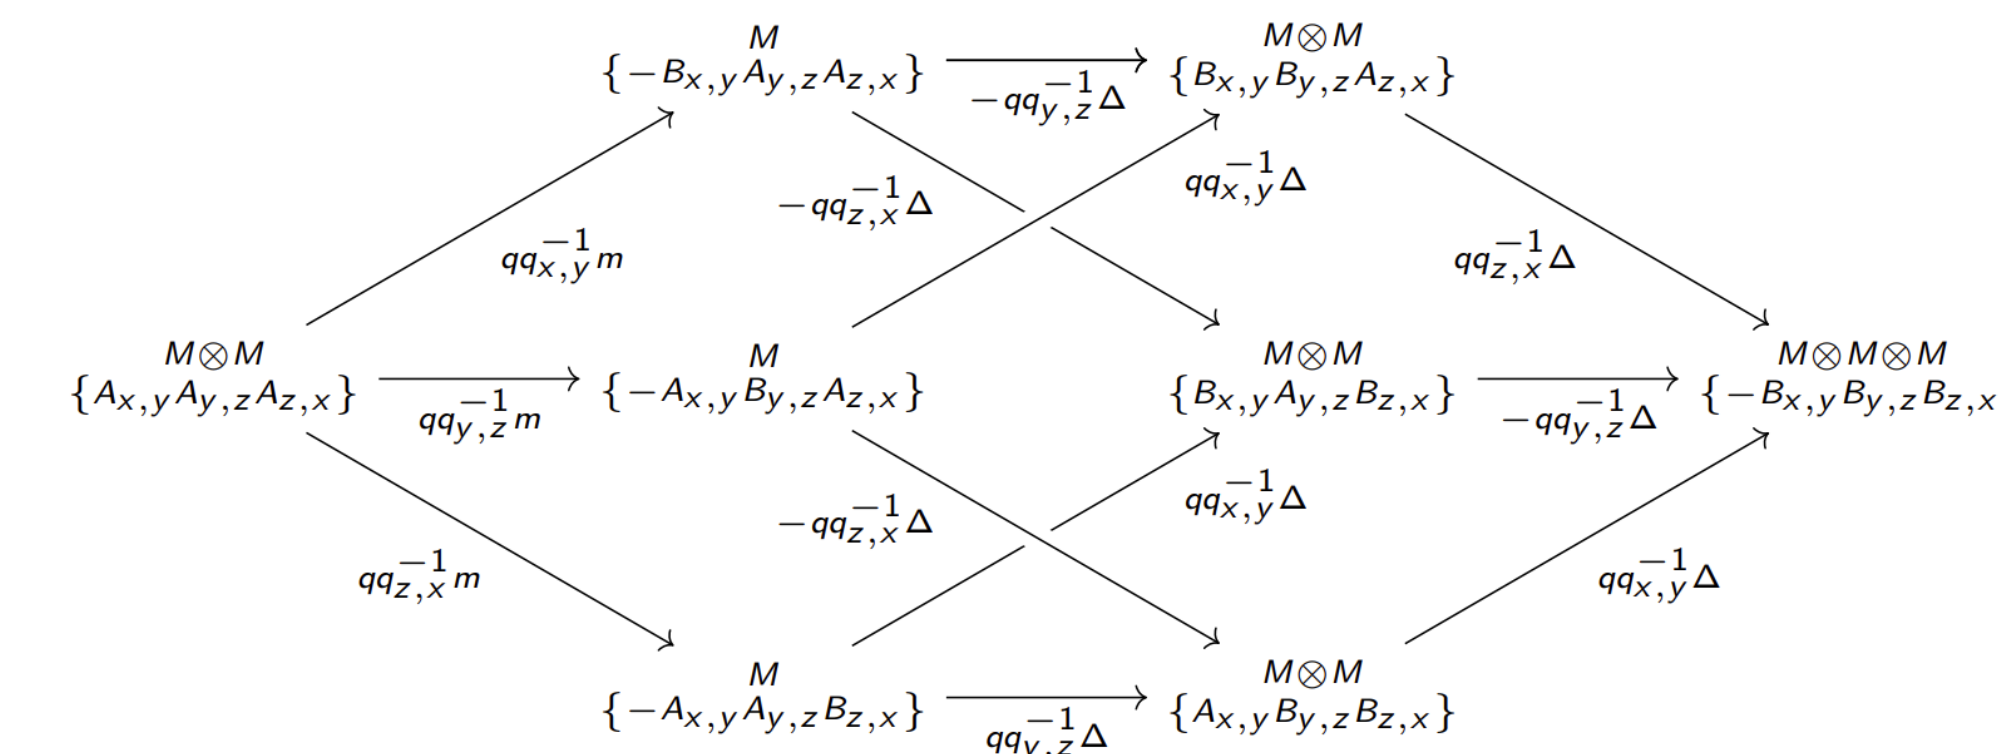 M M⊗M
{−B_{x,y}A_{y,z}A_{z,x}} {B_{x,y}B_{y,z}A_{z,x}}
−qq_{y,z}^{−1}Δ
qq_{x,y}^{−1}Δ
−qq_{z,x}^{−1}Δ
qq_{x,y}^{−1}m qq_{z,x}^{−1}Δ
M⊗M M M⊗M M⊗M⊗M
{A_{x,y}A_{y,z}A_{z,x}} {−A_{x,y}B_{y,z}A_{z,x}} {B_{x,y}A_{y,z}B_{z,x}} {−B_{x,y}B_{y,z}B_{z,x}
qq_{y,z}^{−1}m −qq_{y,z}^{−1}Δ
qq_{x,y}^{−1}Δ
−qq_{z,x}^{−1}Δ
qq_{z,x}^{−1}m qq_{x,y}^{−1}Δ
M M⊗M
{−A_{x,y}A_{y,z}B_{z,x}} {A_{x,y}B_{y,z}B_{z,x}}
qq_{y,z}^{−1}Δ